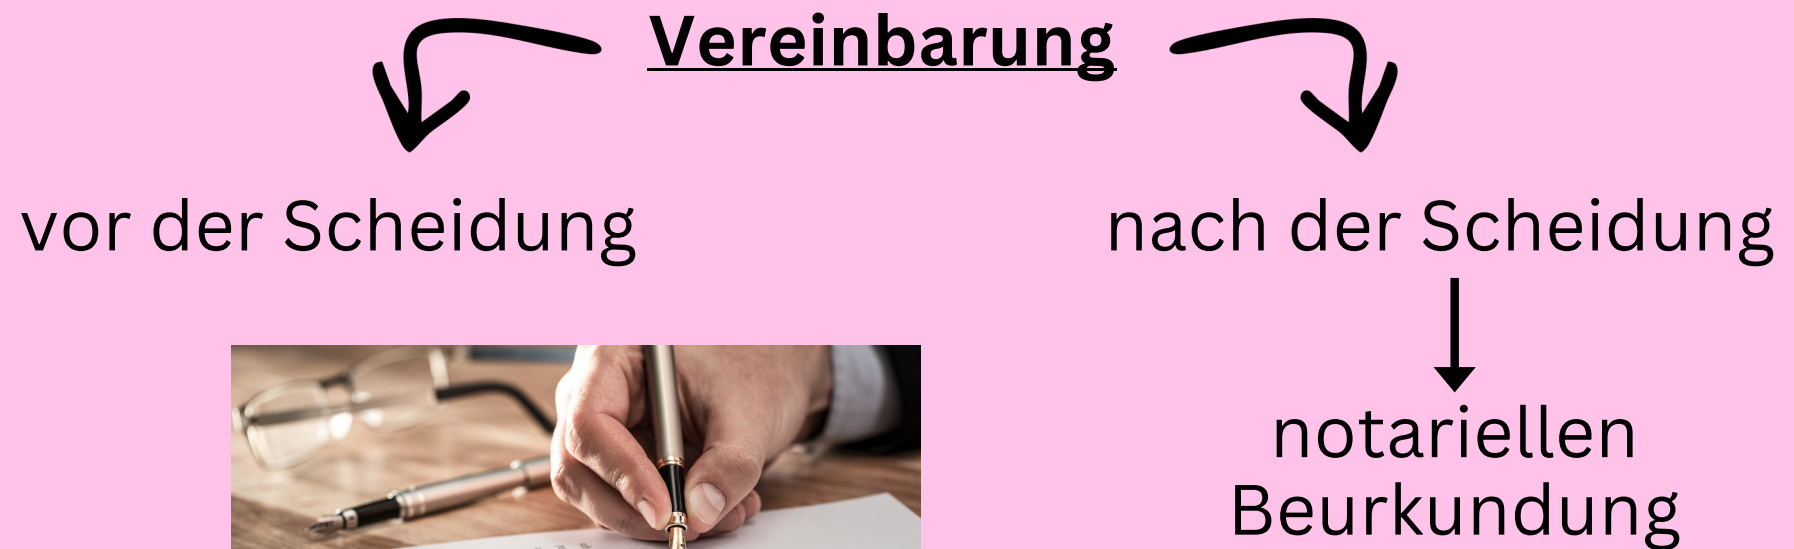 Vereinbarung
vor der Scheidung
nach der Scheidung
notariellen
Beurkundung